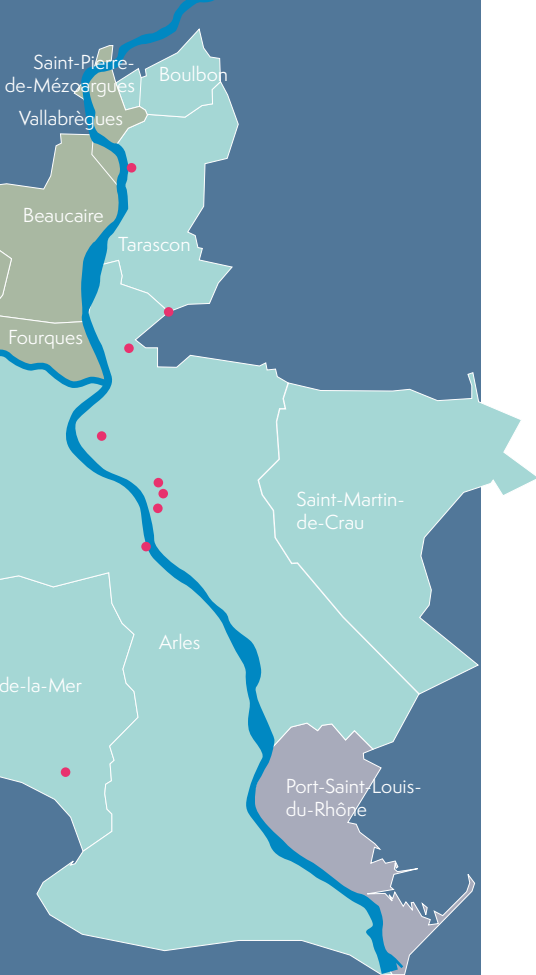 Saint-Pierre-
de-Mézoargues
Boulbon
Vallabrègues
Beaucaire
Tarascon
Fourques
Saint-Martin-
de-Crau
Arles
de-la-Mer
Port-Saint-Louis-
du-Rhône